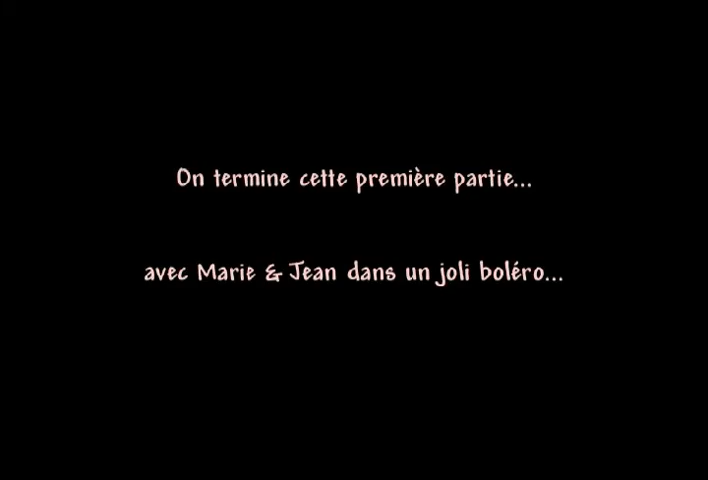 On termine cette première partie...
avec Marie & Jean dans un joli boléro...